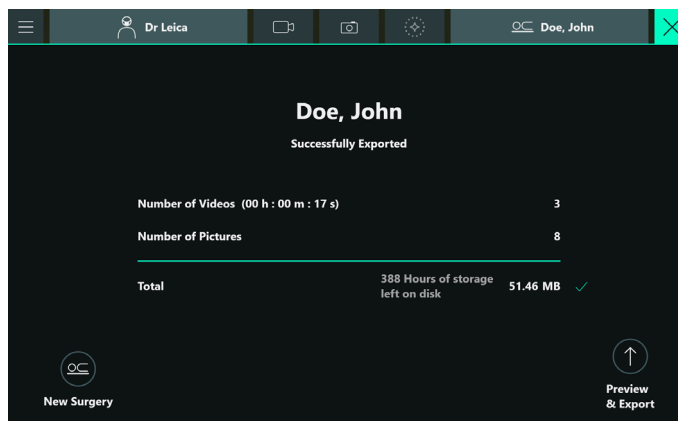 Dr Leica
Doe, John
Doe, John
Successfully Exported
Number of Videos (00 h : 00 m : 17 s) 3
Number of Pictures 8
Total 388 Hours of storage left on disk 51.46 MB
New Surgery
Preview
& Export